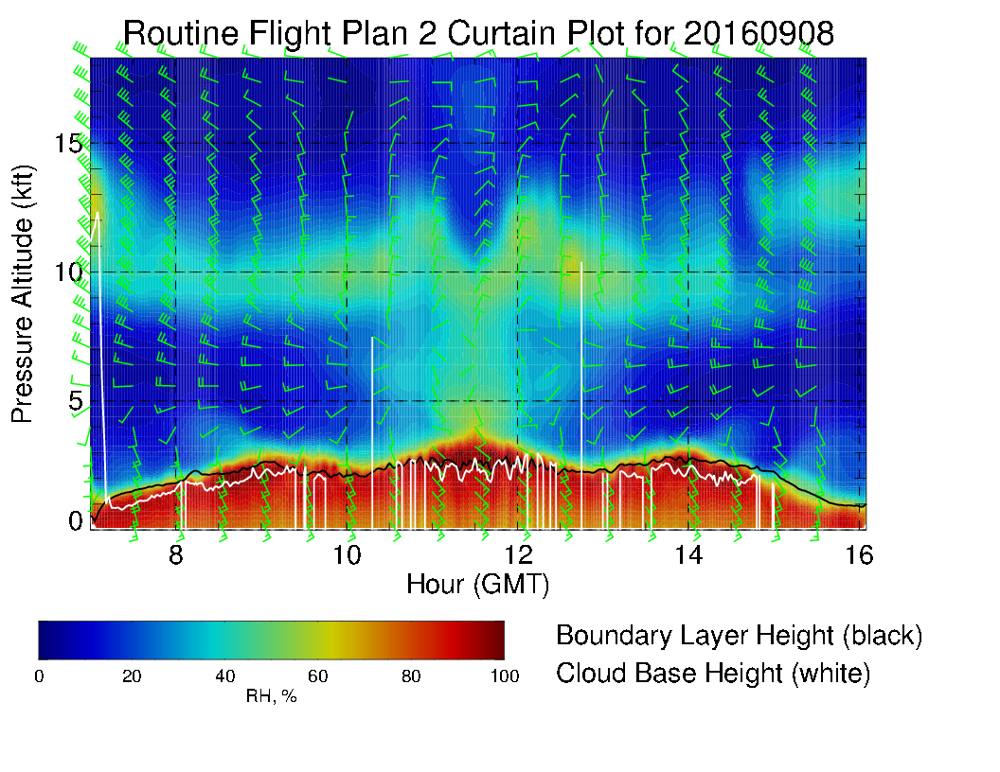 Routine Flight Plan 2 Curtain Plot for 20160908
Pressure Altitude (kft)
15
10
5
0
8 10 12 14 16
Hour (GMT)
0 20 40 60 80 100
RH, %
Boundary Layer Height (black)
Cloud Base Height (white)